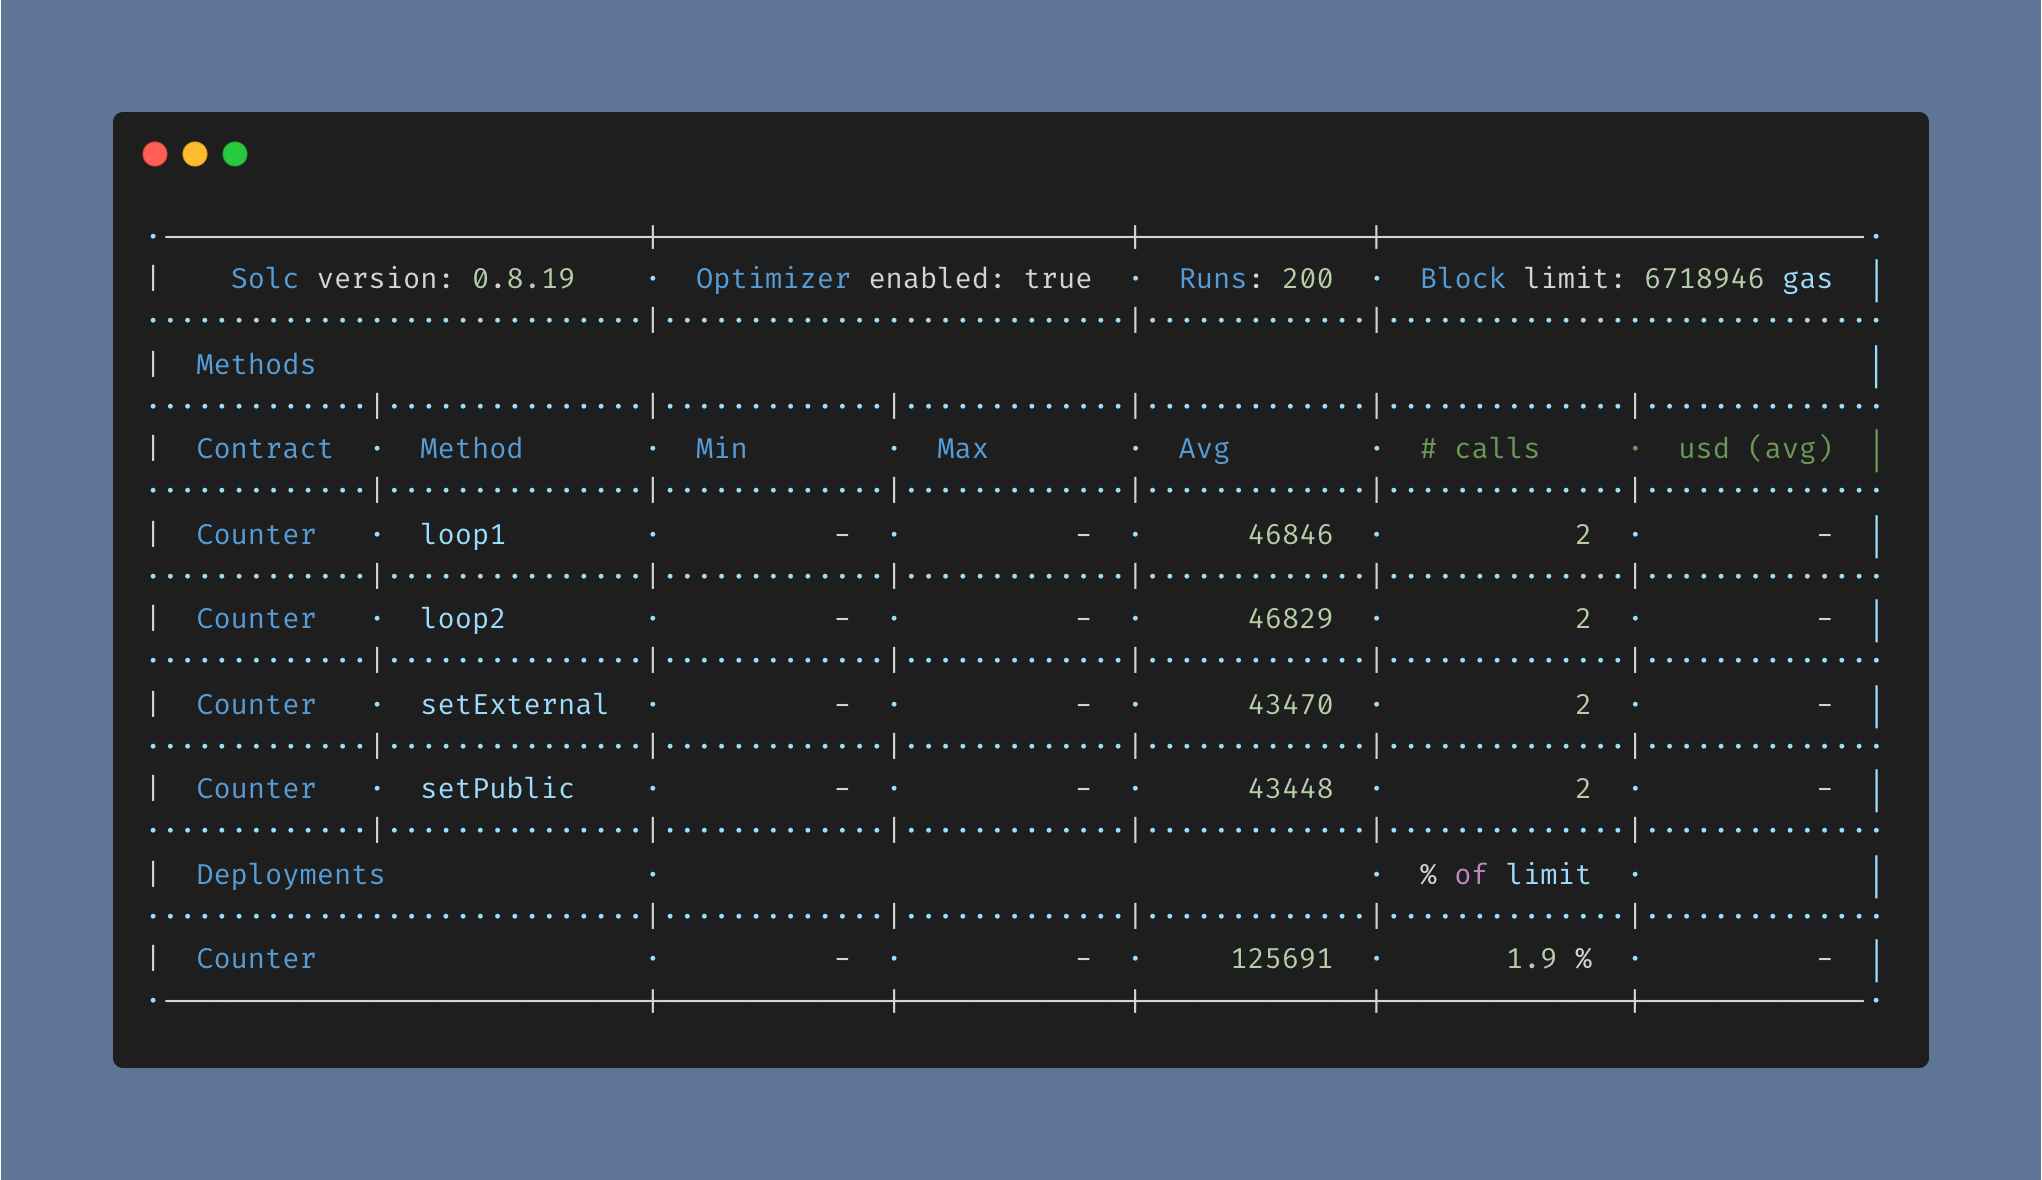 Solc version: 0.8.19 · Optimizer enabled: true · Runs: 200 · Block limit: 6718946 gas
Methods
Contract · Method · Min · Max · Avg · # calls · usd (avg)
Counter · loop1 · - · - · 46846 · 2 · -
Counter · loop2 · - · - · 46829 · 2 · -
Counter · setExternal · - · - · 43470 · 2 · -
Counter · setPublic · - · - · 43448 · 2 · -
Deployments · · % of limit ·
Counter · - · - · 125691 · 1.9 % · -